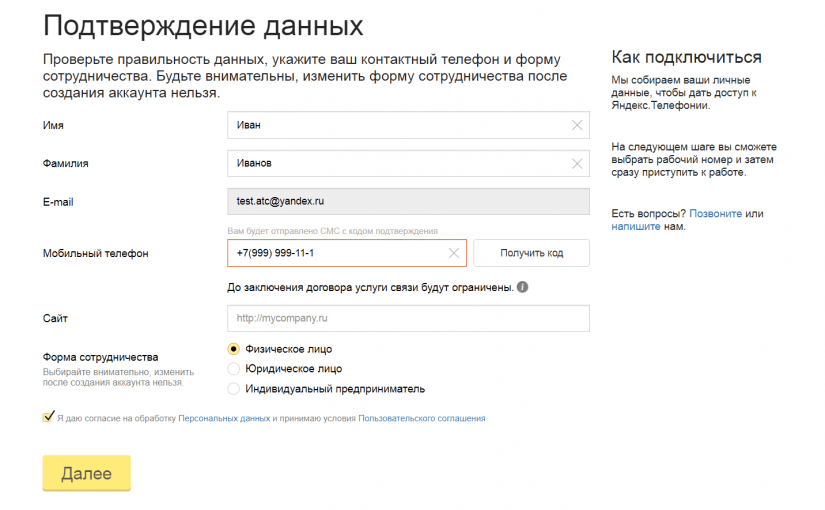 Подтверждение данных
Проверьте правильность данных, укажите ваш контактный телефон и форму
сотрудничества. Будьте внимательны, изменить форму сотрудничества после
создания аккаунта нельзя.
Имя
Иван
Фамилия
Иванов
E-mail
test.atc@yandex.ru
Вам будет отправлено СМС с кодом подтверждения
Мобильный телефон
+7(999) 999-11-1
Получить код
До заключения договора услуги связи будут ограничены. i
Сайт
http://mycompany.ru
Форма сотрудничества
Выбирайте внимательно, изменить
после создания аккаунта нельзя.
Физическое лицо
Юридическое лицо
Индивидуальный предприниматель
Я даю согласие на обработку Персональных данных и принимаю условия Пользовательского соглашения
Далее
Как подключиться
Мы собираем ваши личные
данные, чтобы дать доступ к
Яндекс.Телефонии.
На следующем шаге вы сможете
выбрать рабочий номер и затем
сразу приступить к работе.
Есть вопросы? Позвоните или
напишите нам.